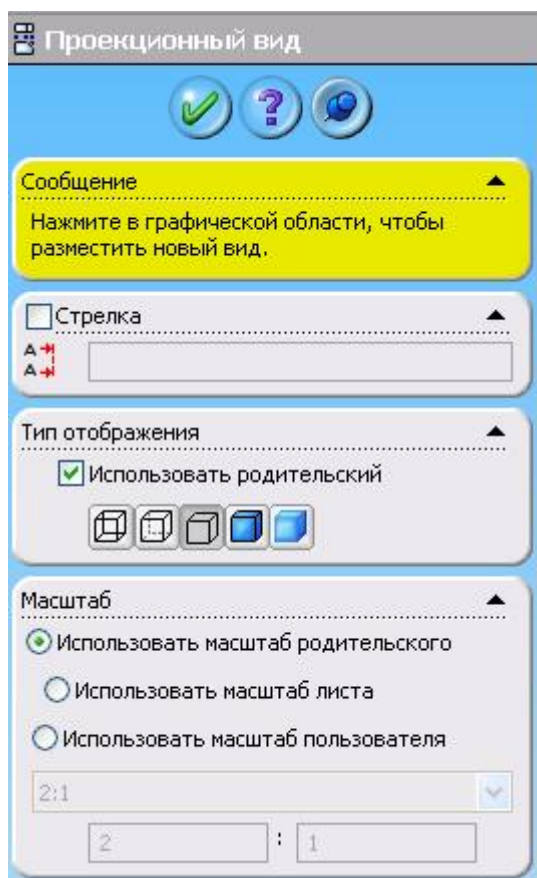 Проекционный вид
?
Сообщение
Нажмите в графической области, чтобы
разместить новый вид.
Стрелка
A
A
Тип отображения
Использовать родительский
Масштаб
Использовать масштаб родительского
Использовать масштаб листа
Использовать масштаб пользователя
2:1
2 : 1